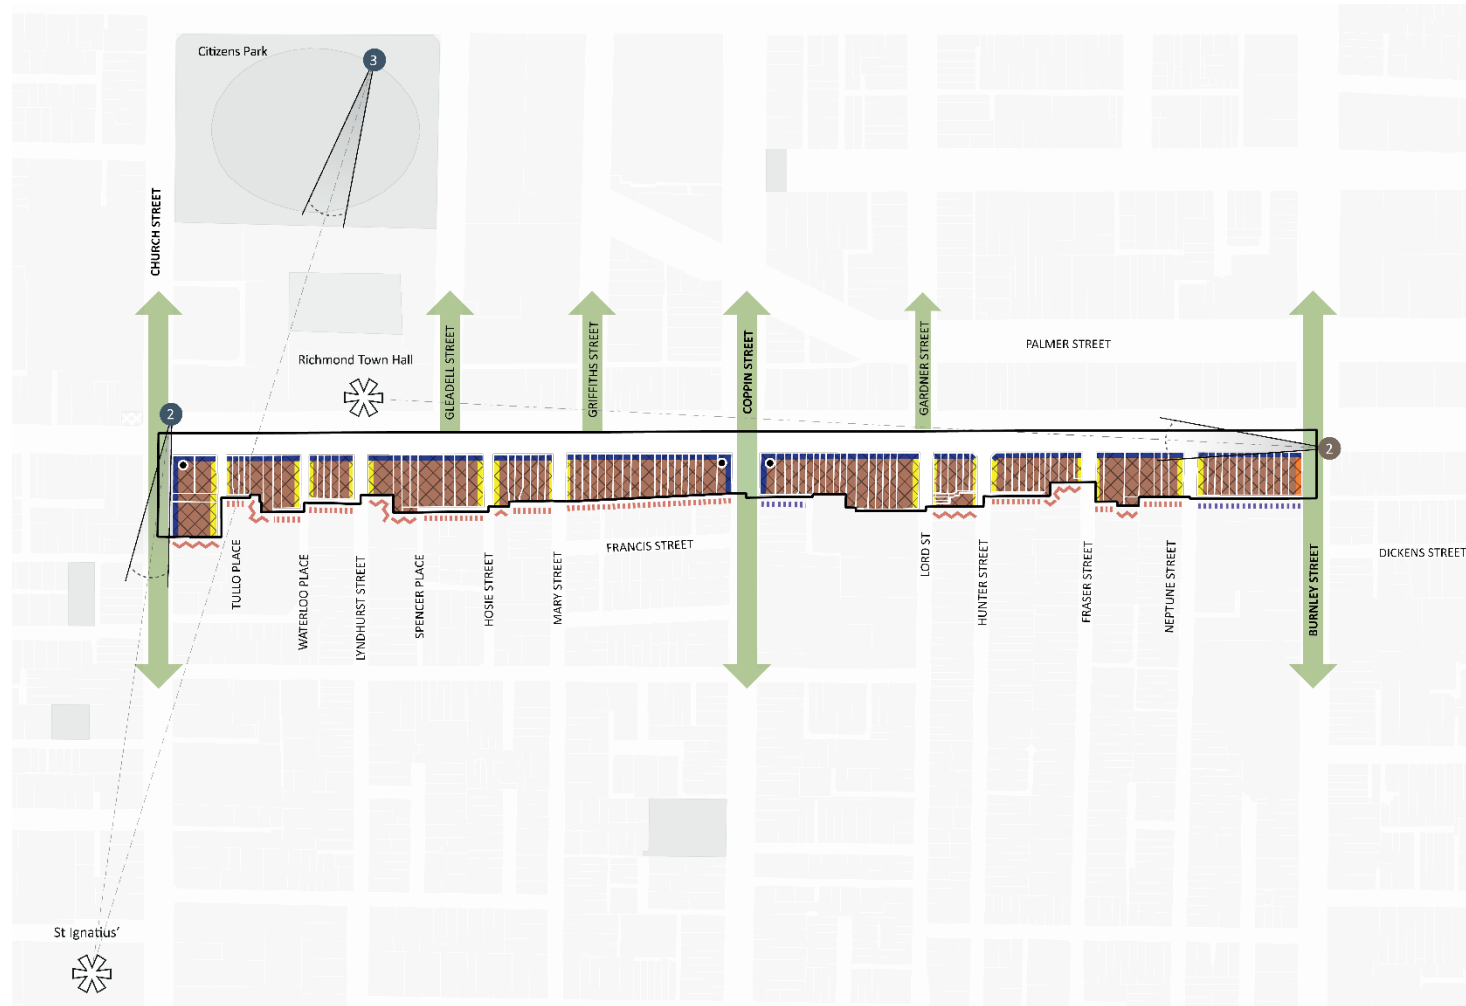 Citizens Park
3
CHURCH STREET
Richmond Town Hall
GLEADELL STREET
GRIFFITHS STREET
COPPIN STREET
GARDNER STREET
PALMER STREET
2
2
TULLO PLACE
WATERLOO PLACE
LYNDHURST STREET
SPENCER PLACE
HOSIE STREET
MARY STREET
FRANCIS STREET
LORD ST
HUNTER STREET
FRASER STREET
NEPTUNE STREET
BURNLEY STREET
DICKENS STREET
St Ignatius'